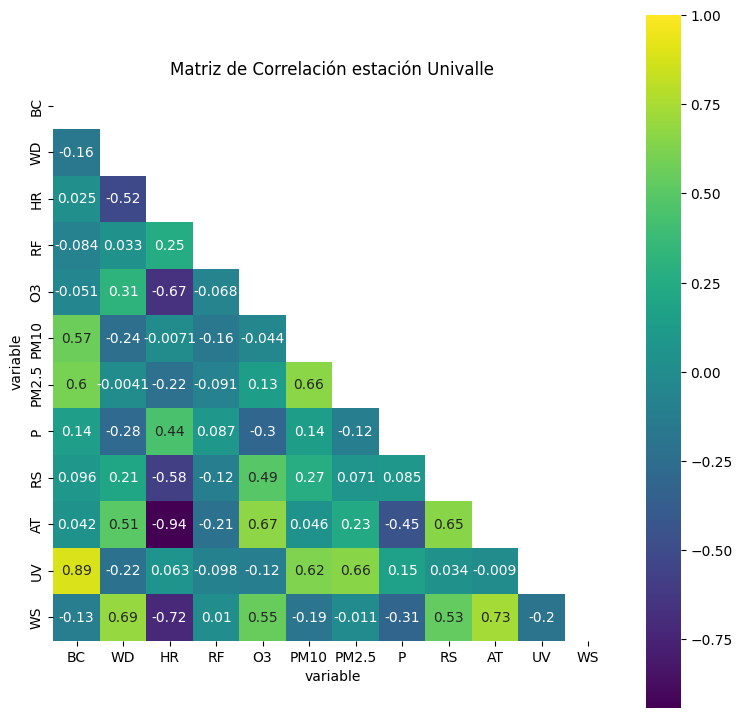 Matriz de Correlación estación Univalle
variable
BC
WD -0.16
HR 0.025 -0.52
RF -0.084 0.033 0.25
O3 -0.051 0.31 -0.67 -0.068
PM10 0.57 -0.24 -0.0071 -0.16 -0.044
PM2.5 0.6 -0.0041 -0.22 -0.091 0.13 0.66
P 0.14 -0.28 0.44 0.087 -0.3 0.14 -0.12
RS 0.096 0.21 -0.58 -0.12 0.49 0.27 0.071 0.085
AT 0.042 0.51 -0.94 -0.21 0.67 0.046 0.23 -0.45 0.65
UV 0.89 -0.22 0.063 -0.098 -0.12 0.62 0.66 0.15 0.034 -0.009
WS -0.13 0.69 -0.72 0.01 0.55 -0.19 -0.011 -0.31 0.53 0.73 -0.2
BC WD HR RF O3 PM10 PM2.5 P RS AT UV WS
variable
1.00
0.75
0.50
0.25
0.00
−0.25
−0.50
−0.75